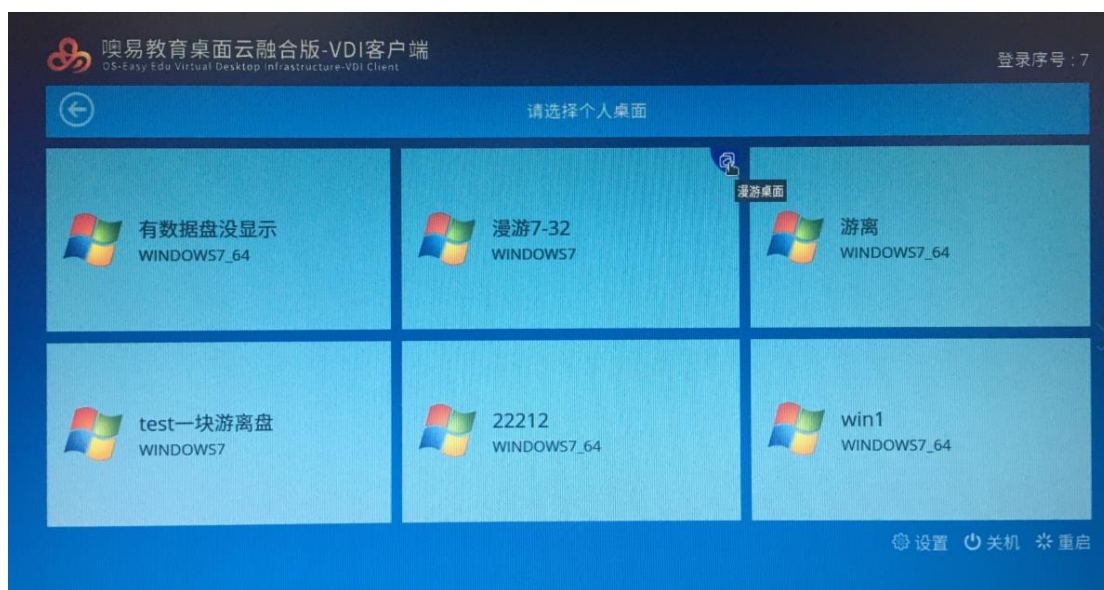 噢易教育桌面云融合版-VDI客户端
OS-Easy Edu Virtual Desktop Infrastructure-VDI Client
登录序号 : 7
请选择个人桌面
有数据盘没显示
WINDOWS7_64
漫游7-32
WINDOWS7
漫游桌面
游离
WINDOWS7_64
test一块游离盘
WINDOWS7
22212
WINDOWS7_64
win1
WINDOWS7_64
设置 关机 重启